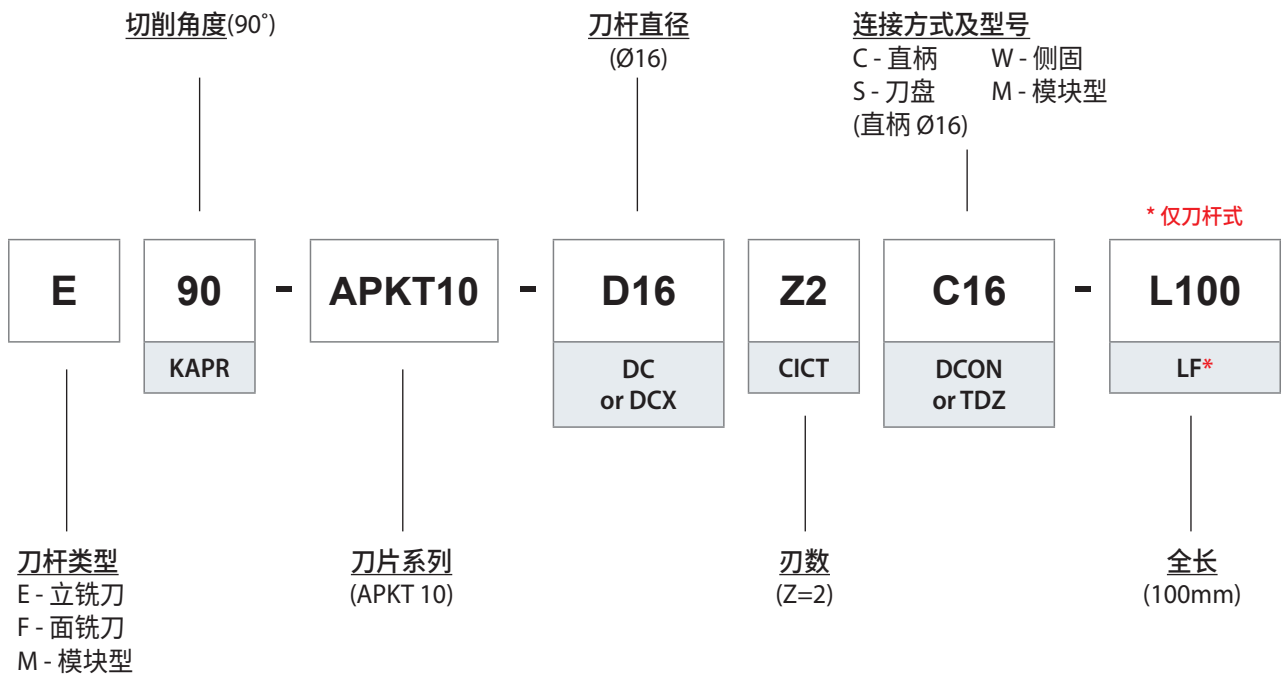 切削角度(90˚)
刀杆直径
(Ø16)
连接方式及型号
C - 直柄 W - 侧固
S - 刀盘 M - 模块型
(直柄 Ø16)
* 仅刀杆式
E 90 - APKT10 - D16 Z2 C16 - L100
KAPR
DC
or DCX
CICT
DCON
or TDZ
LF*
刀杆类型
E - 立铣刀
F - 面铣刀
M - 模块型
刀片系列
(APKT 10)
刃数
(Z=2)
全长
(100mm)